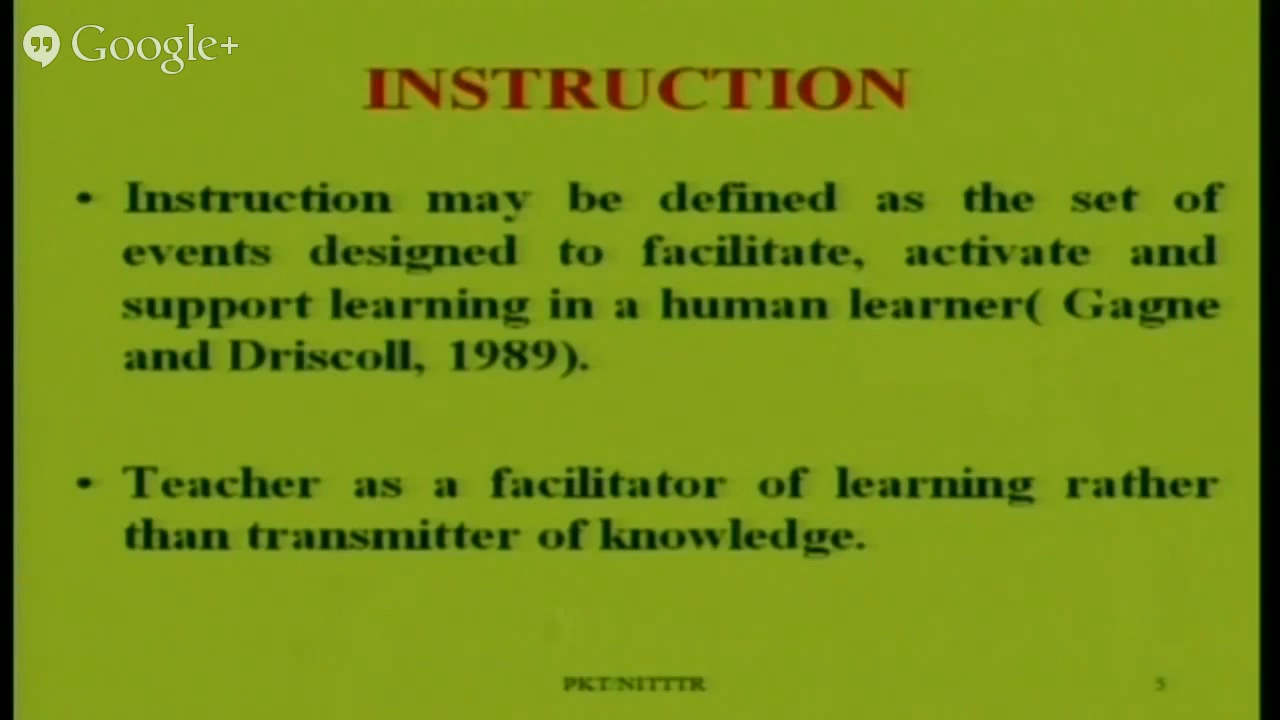 Google+
INSTRUCTION
• Instruction may be defined as the set of
events designed to facilitate, activate and
support learning in a human learner( Gagne
and Driscoll, 1989).
• Teacher as a facilitator of learning rather
than transmitter of knowledge.
PKT/NITTTR
5